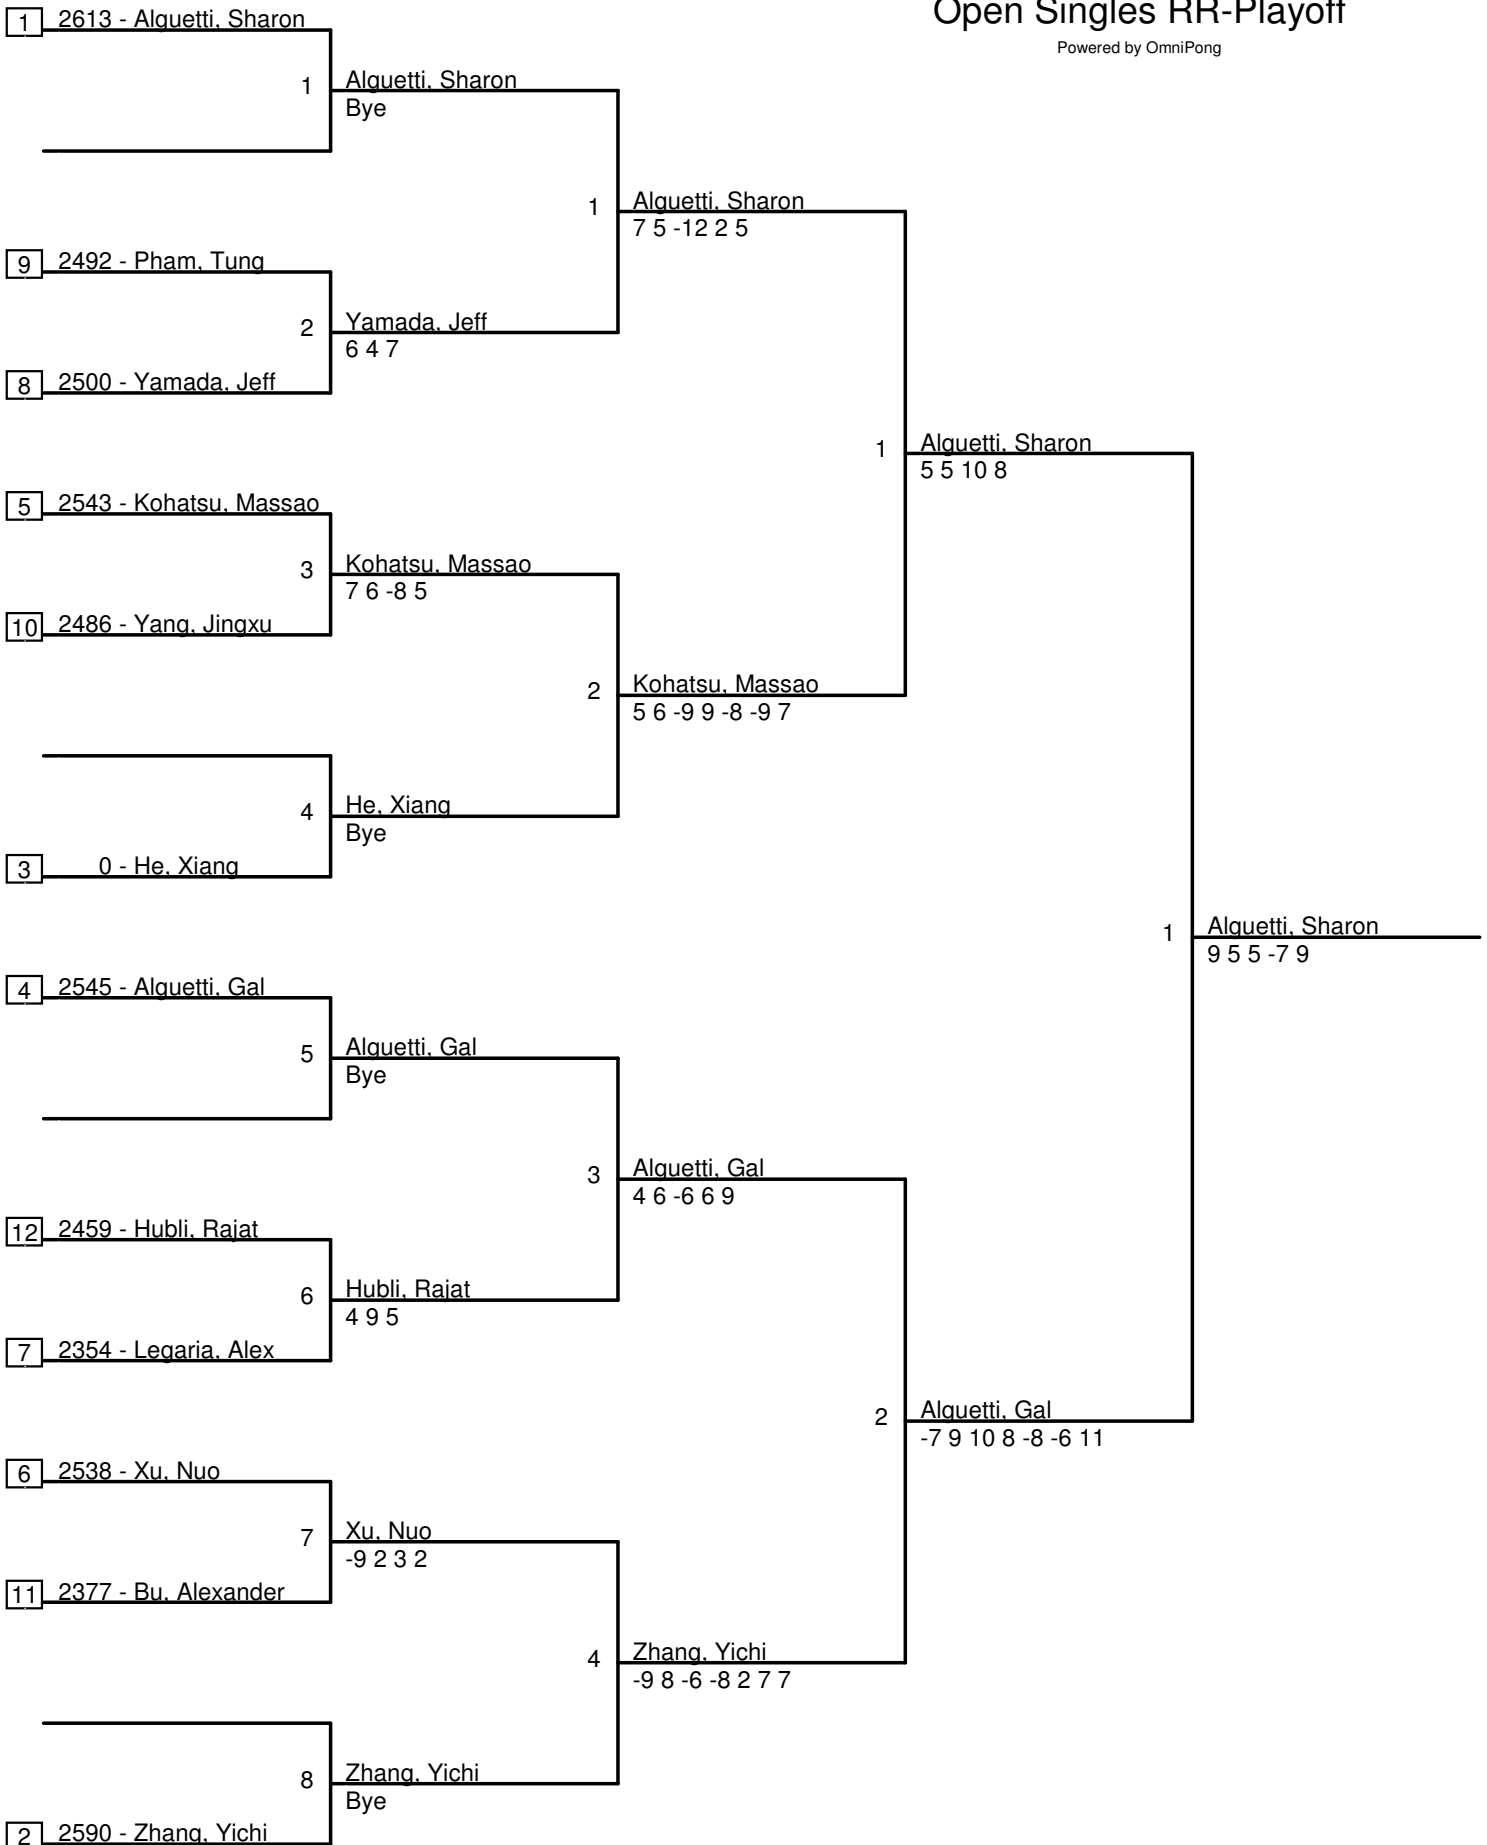 Open Singles RR-Playoff
Powered by OmniPong
1 2613 - Alguetti, Sharon
1 Alguetti, Sharon
Bye
1 Alguetti, Sharon
7 5 -12 2 5
9 2492 - Pham, Tung
2 Yamada, Jeff
6 4 7
8 2500 - Yamada, Jeff
1 Alguetti, Sharon
5 5 10 8
5 2543 - Kohatsu, Massao
3 Kohatsu, Massao
7 6 -8 5
10 2486 - Yang, Jingxu
2 Kohatsu, Massao
5 6 -9 9 -8 -9 7
4 He, Xiang
Bye
3 0 - He, Xiang
1 Alguetti, Sharon
9 5 5 -7 9
4 2545 - Alguetti, Gal
5 Alguetti, Gal
Bye
3 Alguetti, Gal
4 6 -6 6 9
12 2459 - Hubli, Rajat
6 Hubli, Rajat
4 9 5
7 2354 - Legaria, Alex
2 Alguetti, Gal
-7 9 10 8 -8 -6 11
6 2538 - Xu, Nuo
7 Xu, Nuo
-9 2 3 2
11 2377 - Bu, Alexander
4 Zhang, Yichi
-9 8 -6 -8 2 7 7
8 Zhang, Yichi
Bye
2 2590 - Zhang, Yichi